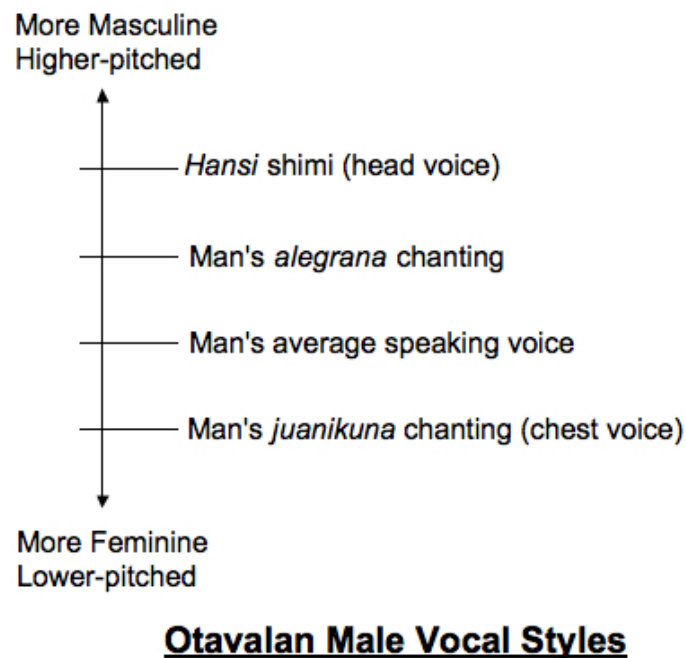 More Masculine
Higher-pitched
Hansi shimi (head voice)
Man's alegrana chanting
Man's average speaking voice
Man's juanikuna chanting (chest voice)
More Feminine
Lower-pitched
Otavalan Male Vocal Styles